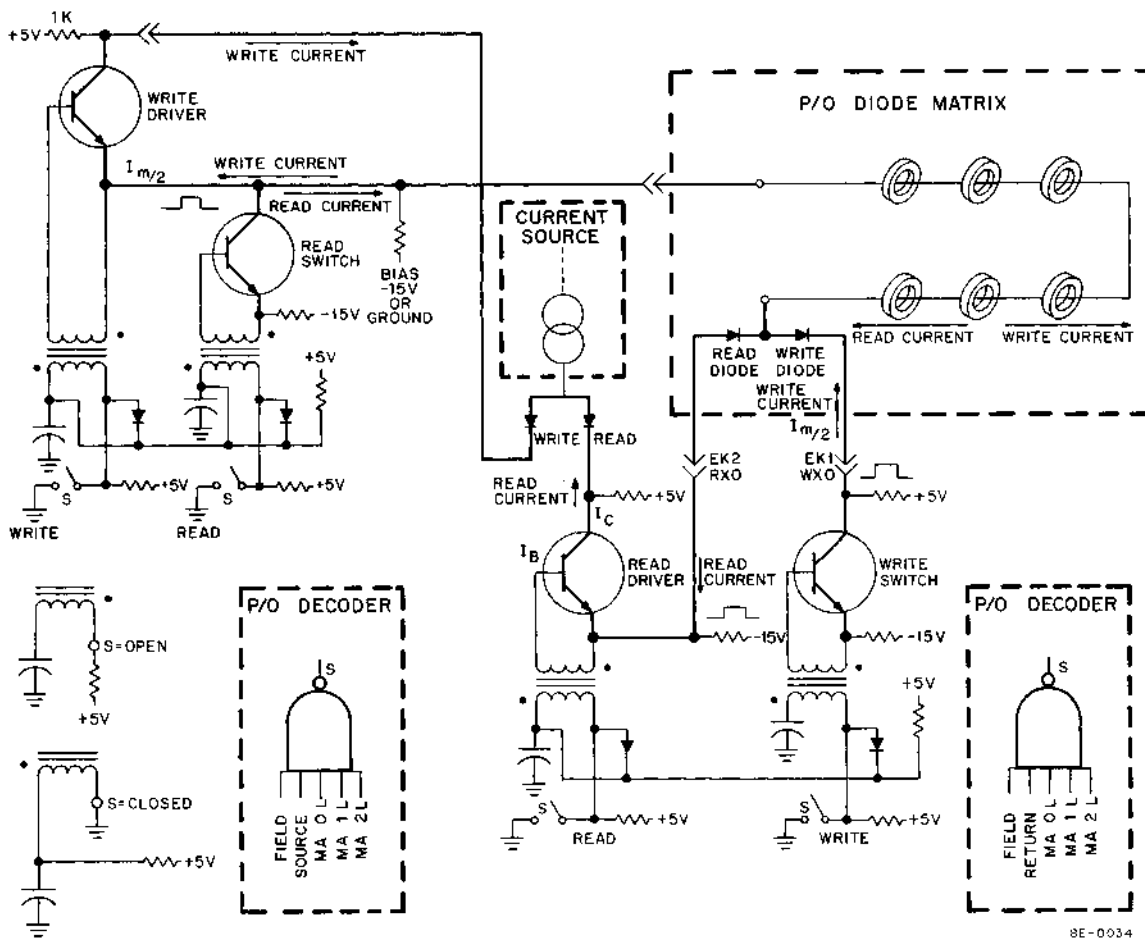 1K
+5V
WRITE CURRENT
WRITE
DRIVER
P/O DIODE MATRIX
I m/2
WRITE CURRENT
READ CURRENT
READ
SWITCH
BIAS
-15V
OR
GROUND
-15V
CURRENT
SOURCE
+5V
READ
DIODE
WRITE
DIODE
READ CURRENT
WRITE CURRENT
WRITE
CURRENT
I m/2
WRITE
READ
EK2
RXO
EK1
WXO
READ
CURRENT
+5V
+5V
S
+5V
S
+5V
WRITE
READ
I C
I B
READ
DRIVER
READ
CURRENT
WRITE
SWITCH
-15V
-15V
P/O DECODER
S
FIELD
SOURCE
MA 0 L
MA 1 L
MA 2 L
S=OPEN
+5V
S=CLOSED
+5V
+5V
S
+5V
READ
S
+5V
WRITE
P/O DECODER
S
FIELD
RETURN
MA 0 L
MA 1 L
MA 2 L
8E-0034